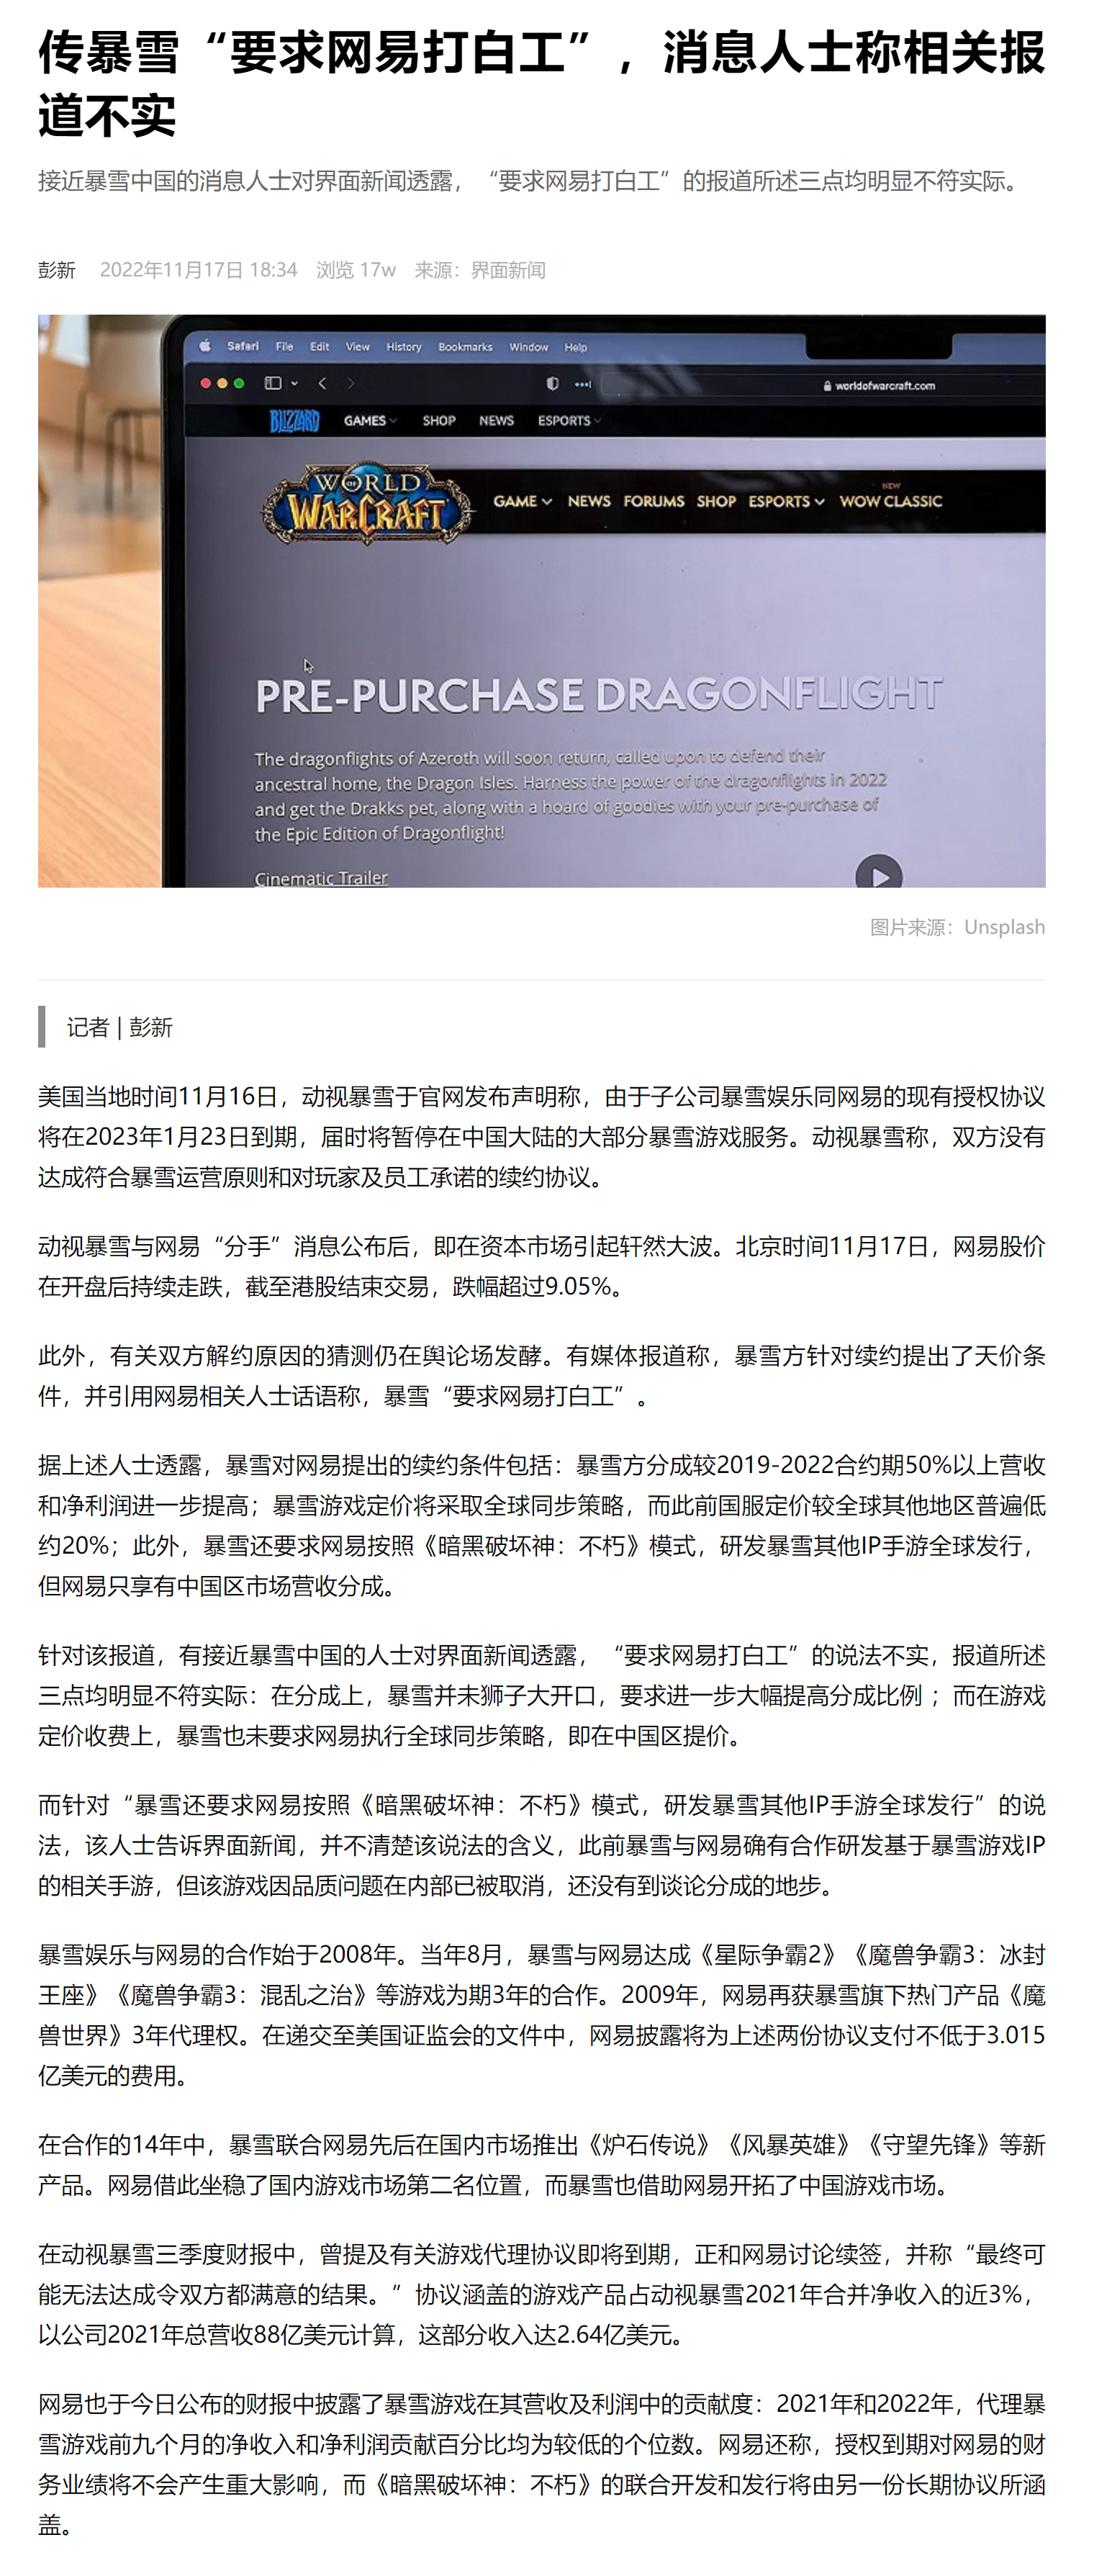 传暴雪“要求网易打白工”，消息人士称相关报
道不实
接近暴雪中国的消息人士对界面新闻透露，“要求网易打白工”的报道所述三点均明显不符实际。
彭新 2022年11月17日 18:34 浏览 17w 来源：界面新闻
Safari File Edit View History Bookmarks Window Help
worldofwarcraft.com
BLIZZARD GAMES SHOP NEWS ESPORTS
WORLD OF WARCRAFT
NEW
GAME NEWS FORUMS SHOP ESPORTS WOW CLASSIC
PRE-PURCHASE DRAGONFLIGHT
The dragonflights of Azeroth will soon return, called upon to defend their
ancestral home, the Dragon Isles. Harness the power of the dragonflights in 2022
and get the Drakks pet, along with a hoard of goodies with your pre-purchase of
the Epic Edition of Dragonflight!
Cinematic Trailer
图片来源：Unsplash
记者 | 彭新
美国当地时间11月16日，动视暴雪于官网发布声明称，由于子公司暴雪娱乐同网易的现有授权协议
将在2023年1月23日到期，届时将暂停在中国大陆的大部分暴雪游戏服务。动视暴雪称，双方没有
达成符合暴雪运营原则和对玩家及员工承诺的续约协议。
动视暴雪与网易“分手”消息公布后，即在资本市场引起轩然大波。北京时间11月17日，网易股价
在开盘后持续走跌，截至港股结束交易，跌幅超过9.05%。
此外，有关双方解约原因的猜测仍在舆论场发酵。有媒体报道称，暴雪方针对续约提出了天价条
件，并引用网易相关人士话语称，暴雪“要求网易打白工”。
据上述人士透露，暴雪对网易提出的续约条件包括：暴雪方分成较2019-2022合约期50%以上营收
和净利润进一步提高；暴雪游戏定价将采取全球同步策略，而此前国服定价较全球其他地区普遍低
约20%；此外，暴雪还要求网易按照《暗黑破坏神：不朽》模式，研发暴雪其他IP手游全球发行，
但网易只享有中国区市场营收分成。
针对该报道，有接近暴雪中国的人士对界面新闻透露，“要求网易打白工”的说法不实，报道所述
三点均明显不符实际：在分成上，暴雪并未狮子大开口，要求进一步大幅提高分成比例 ；而在游戏
定价收费上，暴雪也未要求网易执行全球同步策略，即在中国区提价。
而针对“暴雪还要求网易按照《暗黑破坏神：不朽》模式，研发暴雪其他IP手游全球发行”的说
法，该人士告诉界面新闻，并不清楚该说法的含义，此前暴雪与网易确有合作研发基于暴雪游戏IP
的相关手游，但该游戏因品质问题在内部已被取消，还没有到谈论分成的地步。
暴雪娱乐与网易的合作始于2008年。当年8月，暴雪与网易达成《星际争霸2》《魔兽争霸3：冰封
王座》《魔兽争霸3：混乱之治》等游戏为期3年的合作。2009年，网易再获暴雪旗下热门产品《魔
兽世界》3年代理权。在递交至美国证监会的文件中，网易披露将为上述两份协议支付不低于3.015
亿美元的费用。
在合作的14年中，暴雪联合网易先后在国内市场推出《炉石传说》《风暴英雄》《守望先锋》等新
产品。网易借此坐稳了国内游戏市场第二名位置，而暴雪也借助网易开拓了中国游戏市场。
在动视暴雪三季度财报中，曾提及有关游戏代理协议即将到期，正和网易讨论续签，并称“最终可
能无法达成令双方都满意的结果。”协议涵盖的游戏产品占动视暴雪2021年合并净收入的近3%，
以公司2021年总营收88亿美元计算，这部分收入达2.64亿美元。
网易也于今日公布的财报中披露了暴雪游戏在其营收及利润中的贡献度：2021年和2022年，代理暴
雪游戏前九个月的净收入和净利润贡献百分比均为较低的个位数。网易还称，授权到期对网易的财
务业绩将不会产生重大影响，而《暗黑破坏神：不朽》的联合开发和发行将由另一份长期协议所涵
盖。